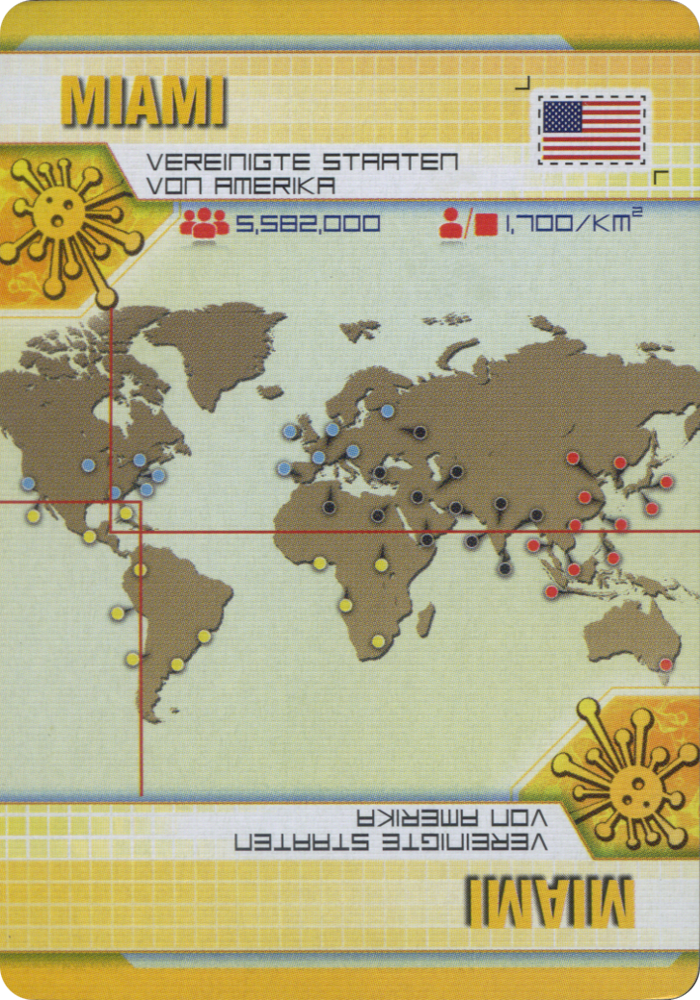 MIAMI
VEREINIGTE STAATEN
VON AMERIKA
5,582,000
1,700/KM²
VEREINIGTE STAATEN
VON AMERIKA
MIAMI